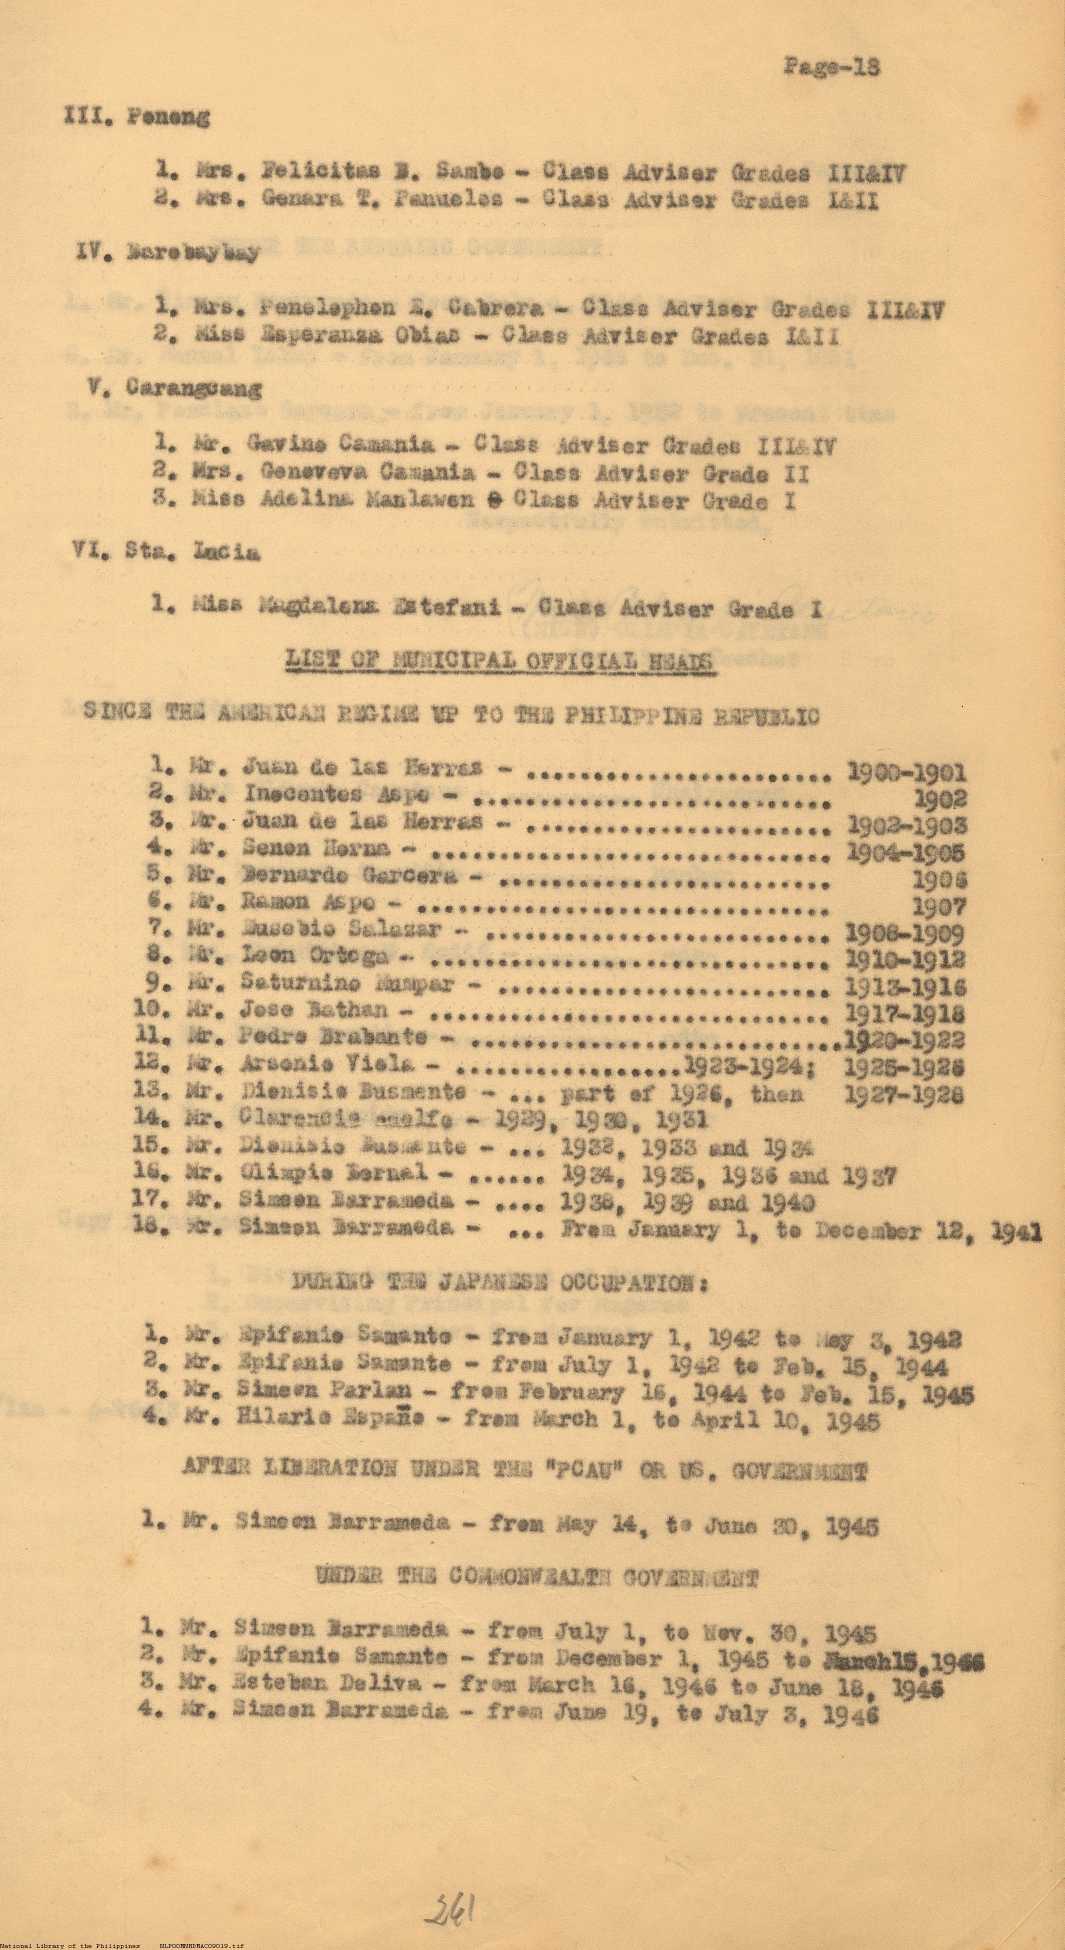 Page-18
III. Poneng
1. Mrs. Felicitas B. Sambo - Class Adviser Grades III&IV
2. Mrs. Genara T. Panuelos - Class Adviser Grades I&II
IV. Barobaybay
1. Mrs. Penelephon E. Cabrera - Class Adviser Grades III&IV
2. Miss Esperanza Obias - Class Adviser Grades I&II
V. Carangcang
1. Mr. Gavino Camania - Class Adviser Grades III&IV
2. Mrs. Genoveva Camania - Class Adviser Grade II
3. Miss Adelina Manlawen Class Adviser Grade I
VI. Sta. Lucia
1. Miss Magdalena Estefani - Class Adviser Grade I
LIST OF MUNICIPAL OFFICIAL HEADS
SINCE THE AMERICAN REGIME UP TO THE PHILIPPINE REPUBLIC
1. Mr. Juan de las Herras - ....................... 1900-1901
2. Mr. Inocentes Aspe - ........................... 1902
3. Mr. Juan de las Herras - ....................... 1902-1903
4. Mr. Senen Herna - .............................. 1904-1905
5. Mr. Bernardo Garcera - ......................... 1906
6. Mr. Ramon Aspe - ............................... 1907
7. Mr. Eusebio Salazar - .......................... 1908-1909
8. Mr. Leon Ortega - .............................. 1910-1912
9. Mr. Saturnino Mumpar - ......................... 1913-1916
10. Mr. Jose Bathan - .............................. 1917-1918
11. Mr. Pedro Brabante - ............................1920-1922
12. Mr. Arsenio Viola - .................1923-1924; 1925-1926
13. Mr. Dionisio Busmente - ... part of 1926, then 1927-1928
14. Mr. Clarencio - 1929, 1930, 1931
15. Mr. Dionisio Busmante - ... 1932, 1933 and 1934
16. Mr. Olimpio Bernal - ...... 1934, 1935, 1936 and 1937
17. Mr. Simeon Barrameda - .... 1938, 1939 and 1940
18. Mr. Simeon Barrameda - ... From January 1, to December 12, 1941
DURING THE JAPANESE OCCUPATION:
1. Mr. Epifanio Samante - from January 1, 1942 to May 3, 1942
2. Mr. Epifanio Samante - from July 1, 1942 to Feb. 15, 1944
3. Mr. Simeon Parlan - from February 16, 1944 to Feb. 15, 1945
4. Mr. Hilario España - from March 1, to April 10, 1945
AFTER LIBERATION UNDER THE "PCAU" OR US. GOVERNMENT
1. Mr. Simeon Barrameda - from May 14, to June 30, 1945
UNDER THE COMMONWEALTH GOVERNMENT
1. Mr. Simeon Barrameda - from July 1, to Nov. 30, 1945
2. Mr. Epifanio Samante - from December 1, 1945 to March15,1946
3. Mr. Esteban Deliva - from March 16, 1946 to June 18, 1946
4. Mr. Simeon Barrameda - from June 19, to July 3, 1946
261
National Library of the Philippines